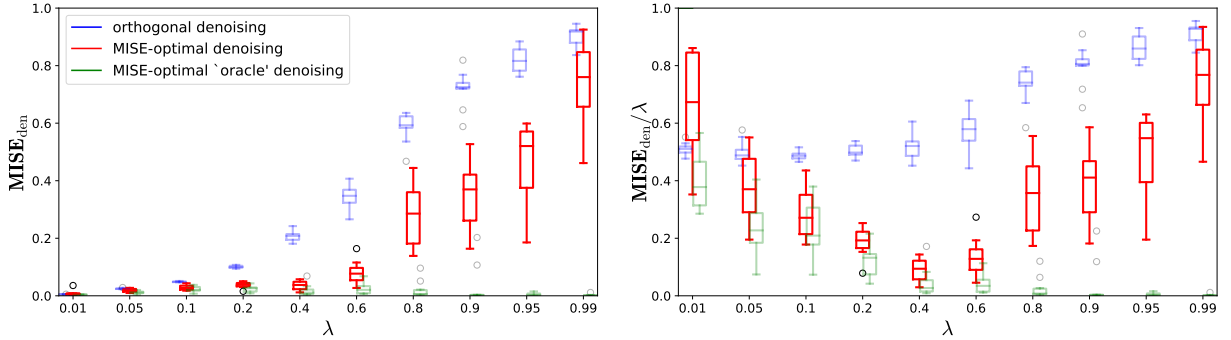 orthogonal denoising
MISE-optimal denoising
MISE-optimal `oracle' denoising
MISE_den
1.0
0.8
0.6
0.4
0.2
0.0
0.01 0.05 0.1 0.2 0.4 0.6 0.8 0.9 0.95 0.99
λ
MISE_den/λ
1.0
0.8
0.6
0.4
0.2
0.0
0.01 0.05 0.1 0.2 0.4 0.6 0.8 0.9 0.95 0.99
λ